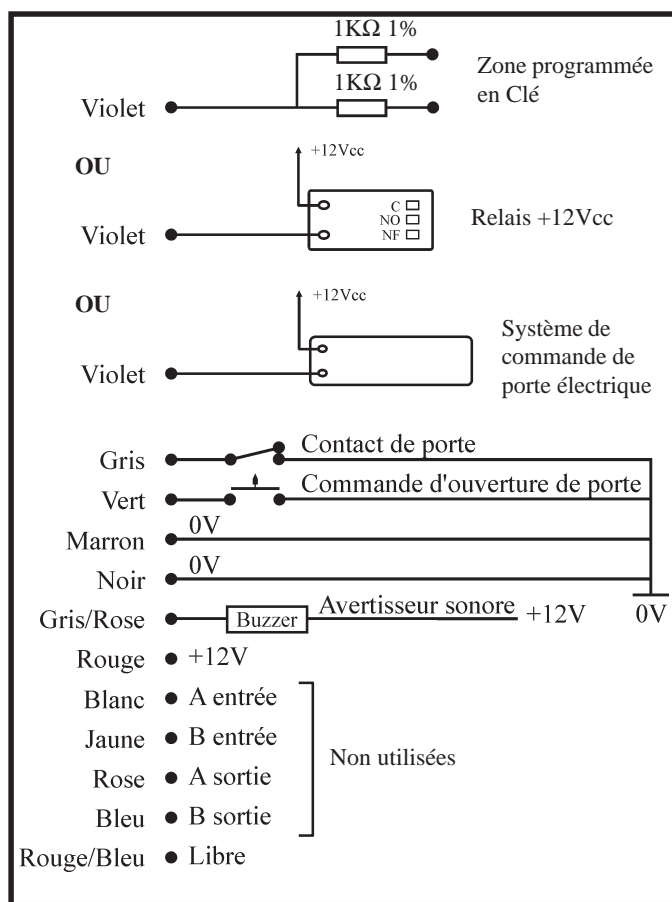 1KΩ 1%
Zone programmée
en Clé
1KΩ 1%
Violet
OU
+12Vcc
C
NO
NF
Relais +12Vcc
Violet
OU
+12Vcc
Système de
commande de
porte électrique
Violet
Contact de porte
Gris
Commande d'ouverture de porte
Vert
0V
Marron
0V
Noir
Avertisseur sonore
Gris/Rose
Buzzer
+12V
0V
Rouge
+12V
Blanc
A entrée
Jaune
B entrée
Non utilisées
Rose
A sortie
Bleu
B sortie
Rouge/Bleu
Libre